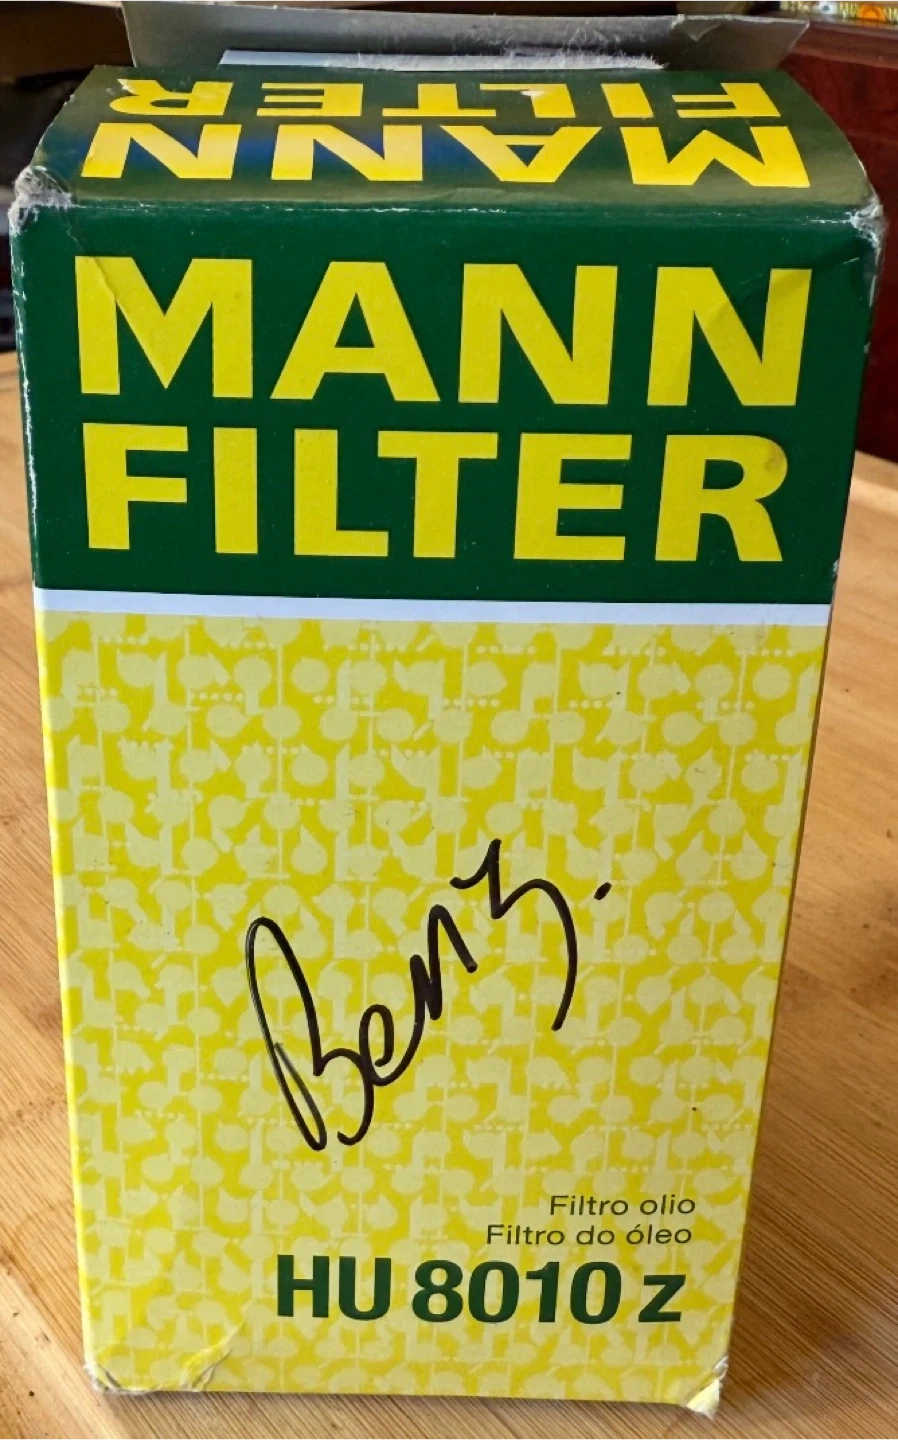 MANN
FILTER
MANN
FILTER
Benz.
Filtro olio
Filtro do óleo
HU 8010 z